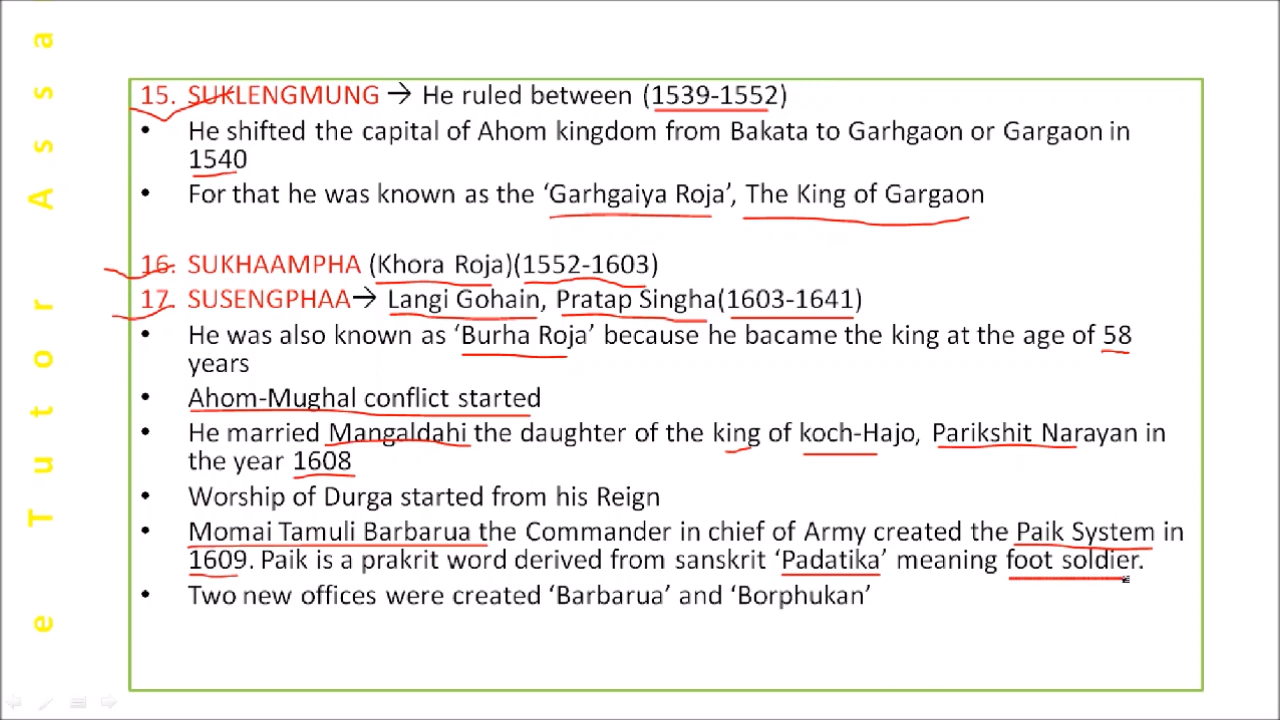 15. SUKLENGMUNG → He ruled between (1539-1552)
• He shifted the capital of Ahom kingdom from Bakata to Garhgaon or Gargaon in
1540
• For that he was known as the ‘Garhgaiya Roja’, The King of Gargaon
16. SUKHAAMPHA (Khora Roja)(1552-1603)
17. SUSENGPHAA→ Langi Gohain, Pratap Singha(1603-1641)
• He was also known as ‘Burha Roja’ because he bacame the king at the age of 58
years
• Ahom-Mughal conflict started
• He married Mangaldahi the daughter of the king of koch-Hajo, Parikshit Narayan in
the year 1608
• Worship of Durga started from his Reign
• Momai Tamuli Barbarua the Commander in chief of Army created the Paik System in
1609. Paik is a prakrit word derived from sanskrit ‘Padatika’ meaning foot soldier.
• Two new offices were created ‘Barbarua’ and ‘Borphukan’
e Tutor Assa